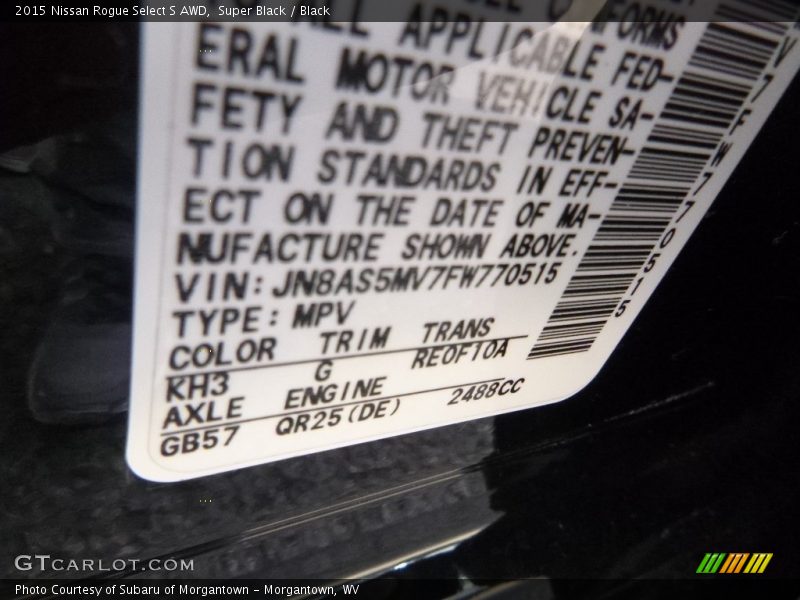 2015 Nissan Rogue Select S AWD, Super Black / Black
APPLICABLE FED-
ERAL MOTOR VEHICLE SA-
FETY AND THEFT PREVEN-
TION STANDARDS IN EFF-
ECT ON THE DATE OF MA-
NUFACTURE SHOWN ABOVE.
VIN: JN8AS5MV7FW770515
TYPE: MPV
COLOR TRIM TRANS
KH3 G RE0F10A
AXLE ENGINE
GB57 QR25(DE) 2488CC
V7FW770515
GTCARLOT.COM
Photo Courtesy of Subaru of Morgantown - Morgantown, WV